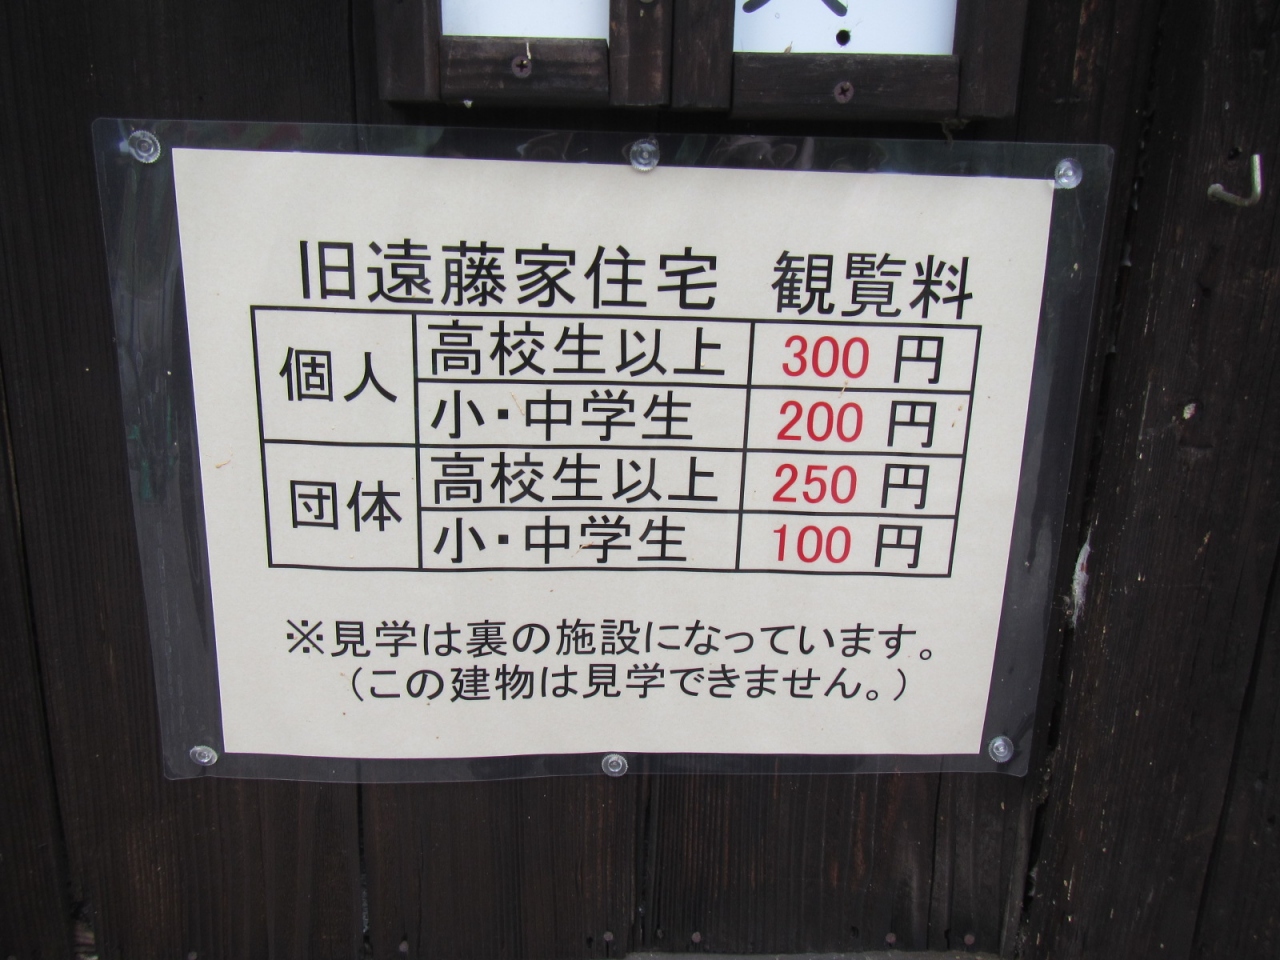 旧遠藤家住宅 観覧料
個人 高校生以上 300 円
小・中学生 200 円
団体 高校生以上 250 円
小・中学生 100 円
※見学は裏の施設になっています。
（この建物は見学できません。）